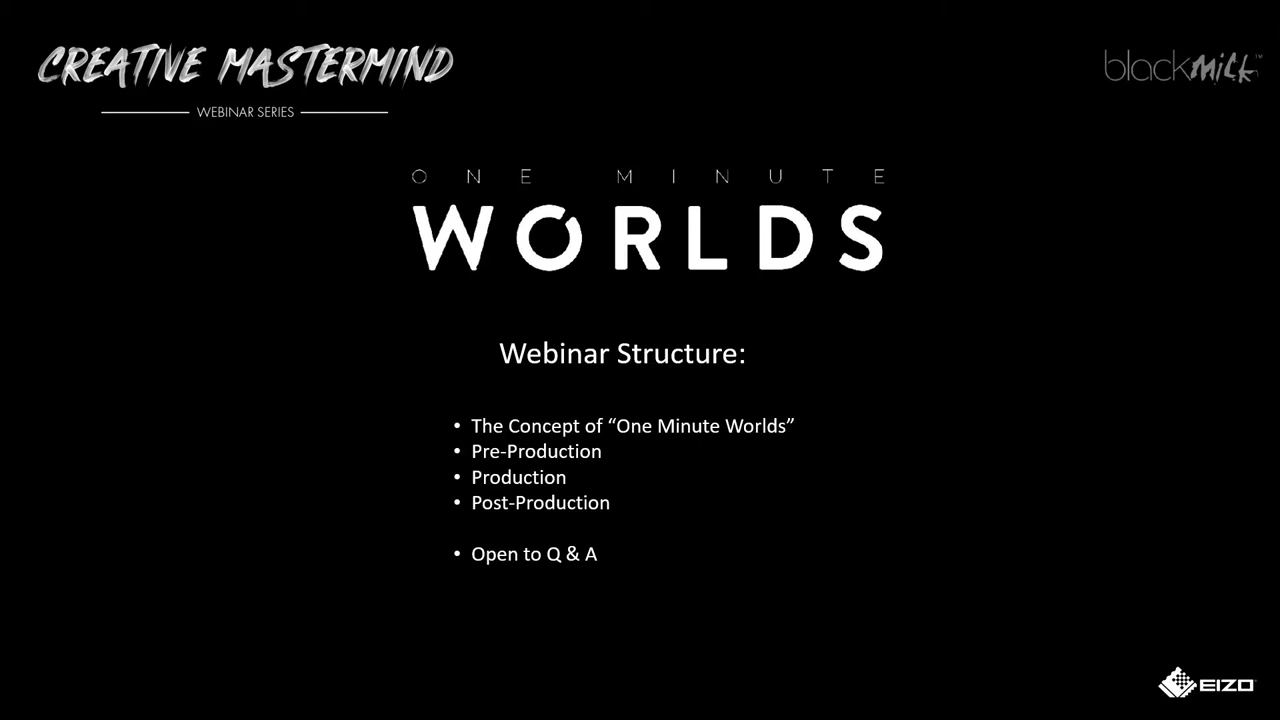 CREATIVE MASTERMIND
WEBINAR SERIES
blackmilk™
ONE MINUTE
WORLDS
Webinar Structure:
• The Concept of “One Minute Worlds”
• Pre-Production
• Production
• Post-Production
• Open to Q & A
EIZO